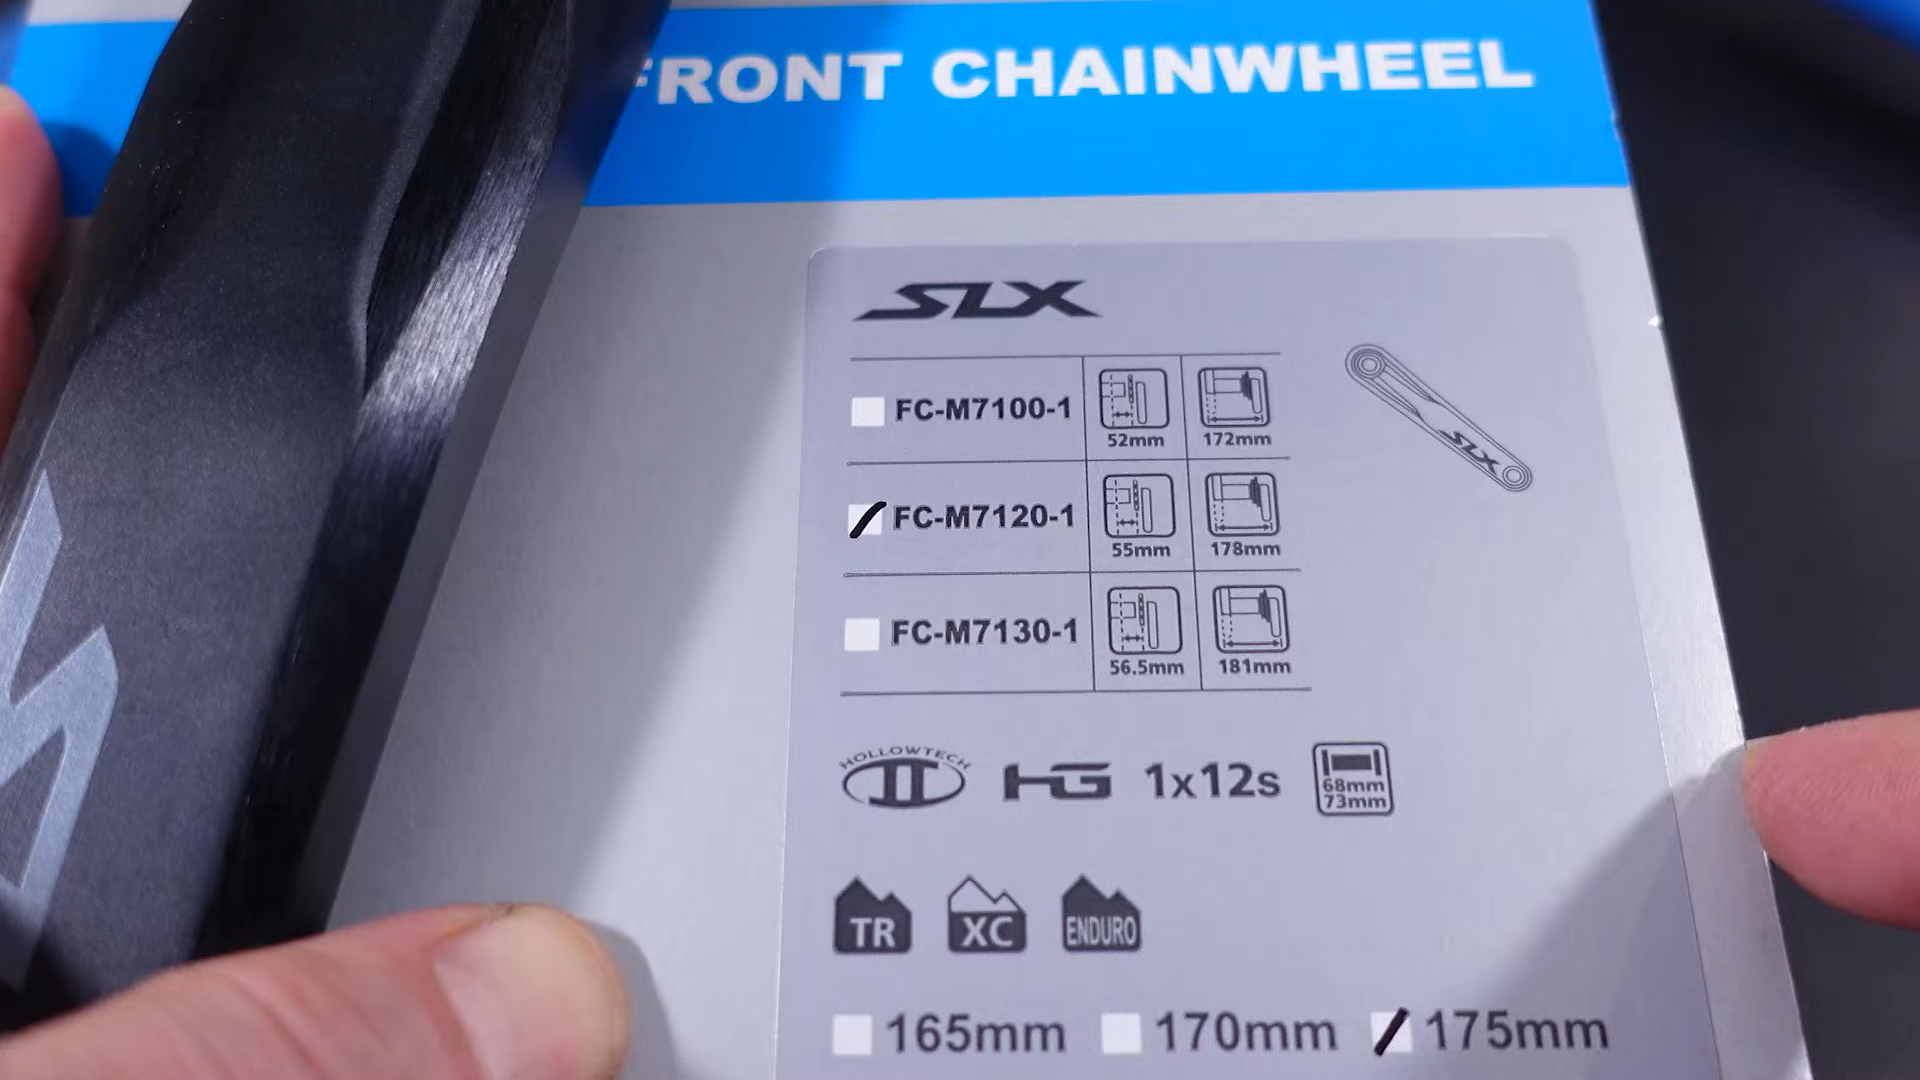 FRONT CHAINWHEEL
SLX
FC-M7100-1
52mm
172mm
SLX
FC-M7120-1
55mm
178mm
FC-M7130-1
56.5mm
181mm
HOLLOWTECH II HG 1x12s 68mm
73mm
TR XC ENDURO
165mm 170mm 175mm